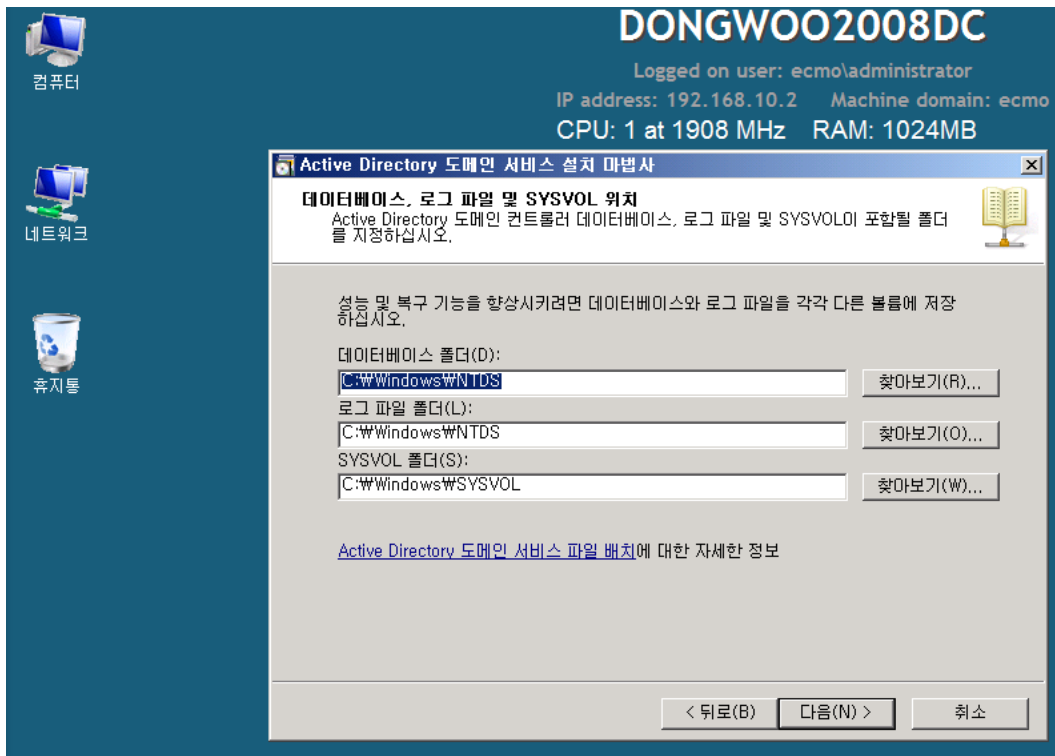 컴퓨터
네트워크
휴지통
DONGWOO2008DC
Logged on user: ecmo\administrator
IP address: 192.168.10.2 Machine domain: ecmo
CPU: 1 at 1908 MHz RAM: 1024MB
Active Directory 도메인 서비스 설치 마법사
데이터베이스, 로그 파일 및 SYSVOL 위치
Active Directory 도메인 컨트롤러 데이터베이스, 로그 파일 및 SYSVOL이 포함될 폴더
를 지정하십시오.
성능 및 복구 기능을 향상시키려면 데이터베이스와 로그 파일을 각각 다른 볼륨에 저장
하십시오.
데이터베이스 폴더(D):
C:₩Windows₩NTDS 찾아보기(R)...
로그 파일 폴더(L):
C:₩Windows₩NTDS 찾아보기(O)...
SYSVOL 폴더(S):
C:₩Windows₩SYSVOL 찾아보기(W)...
Active Directory 도메인 서비스 파일 배치에 대한 자세한 정보
< 뒤로(B) 다음(N) > 취소